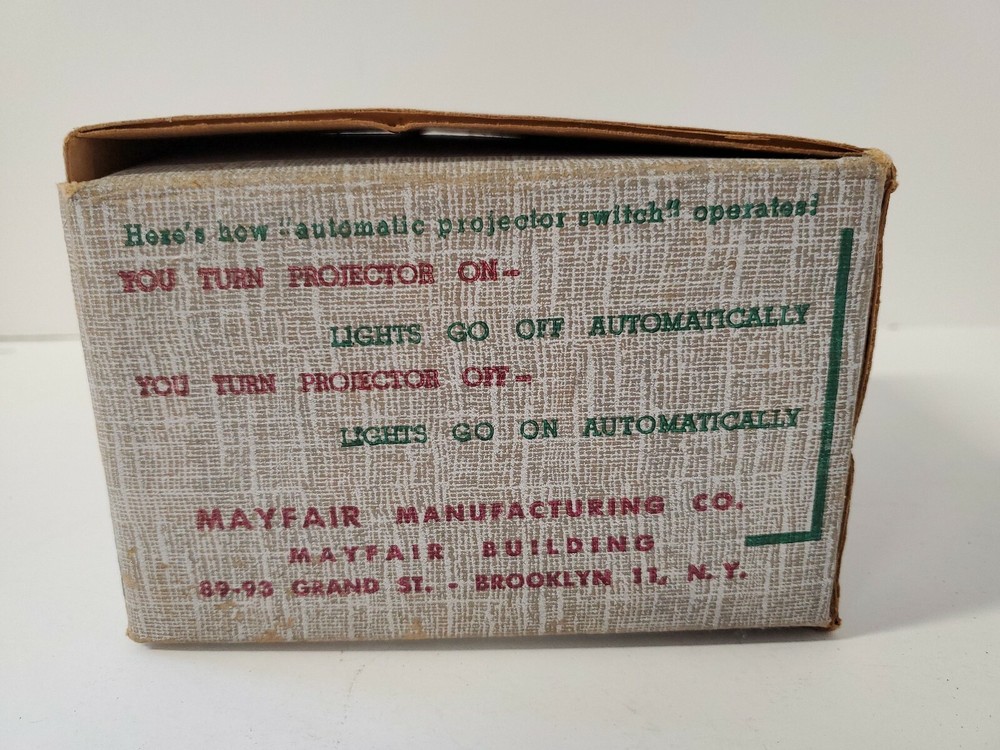 Here's how "automatic projector switch" operates:
YOU TURN PROJECTOR ON—
LIGHTS GO OFF AUTOMATICALLY
YOU TURN PROJECTOR OFF—
LIGHTS GO ON AUTOMATICALLY
MAYFAIR MANUFACTURING CO.
MAYFAIR BUILDING
89-93 GRAND ST. - BROOKLYN 11, N. Y.